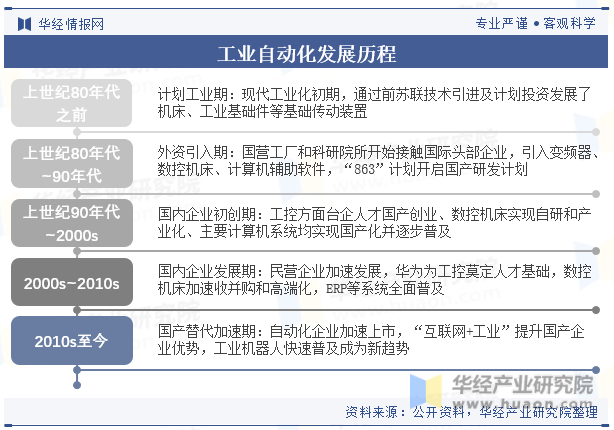 华经情报网
专业严谨 ● 客观科学
工业自动化发展历程
上世纪80年代
之前
计划工业期：现代工业化初期，通过前苏联技术引进及计划投资发展了
机床、工业基础件等基础传动装置
上世纪80年代
~90年代
外资引入期：国营工厂和科研院所开始接触国际头部企业，引入变频器、
数控机床、计算机辅助软件，“863”计划开启国产研发计划
上世纪90年代
~2000s
国内企业初创期：工控方面台企人才国产创业、数控机床实现自研和产
业化、主要计算机系统均实现国产化并逐步普及
2000s~2010s
国内企业发展期：民营企业加速发展，华为为工控莫定人才基础，数控
机床加速收并购和高端化，ERP等系统全面普及
2010s至今
国产替代加速期：自动化企业加速上市，“互联网+工业”提升国产企
业优势，工业机器人快速普及成为新趋势
华经产业研究院
www.huaon.com
资料来源：公开资料，华经产业研究院整理